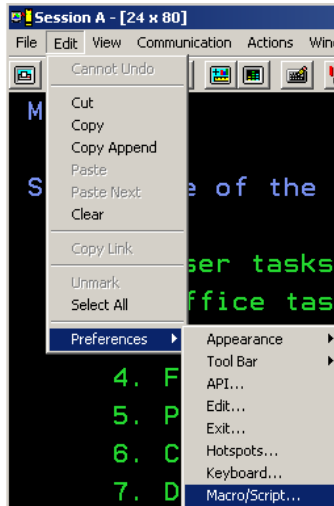 Session A - [24 x 80]
File Edit View Communication Actions Win
Cannot Undo
M
Cut
Copy
Copy Append
Paste
S e of the
Paste Next
Clear
Copy Link
ser tasks
Unmark
Select All
ffice tas
Preferences
Appearance
Tool Bar
4. F
API...
Edit...
5. P
Exit...
Hotspots...
6. C
Keyboard...
7. D
Macro/Script...